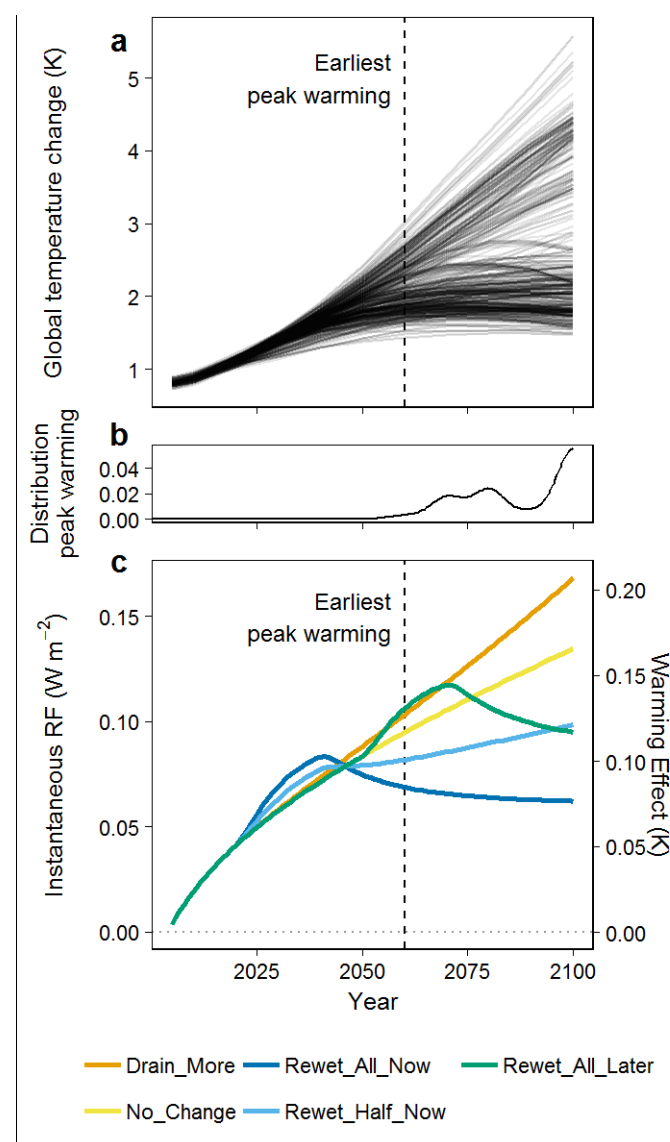 a
Global temperature change (K)
5
4
3
2
1
Earliest
peak warming
b
Distribution
peak warming
0.04
0.02
0.00
c
Instantaneous RF (W m−2)
0.15
0.10
0.05
0.00
Earliest
peak warming
0.20
0.15
0.10
0.05
0.00
Warming Effect (K)
2025 2050 2075 2100
Year
Drain_More Rewet_All_Now Rewet_All_Later
No_Change Rewet_Half_Now